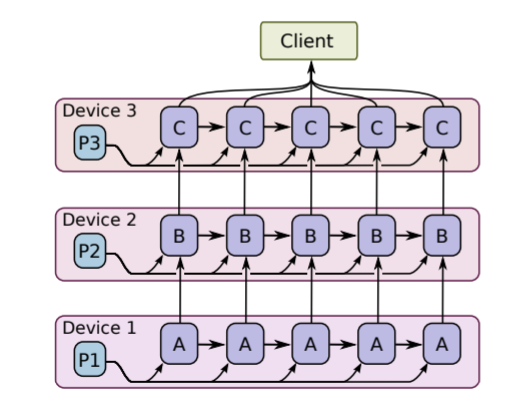 Client
Device 3
P3
C C C C C
Device 2
P2
B B B B B
Device 1
P1
A A A A A